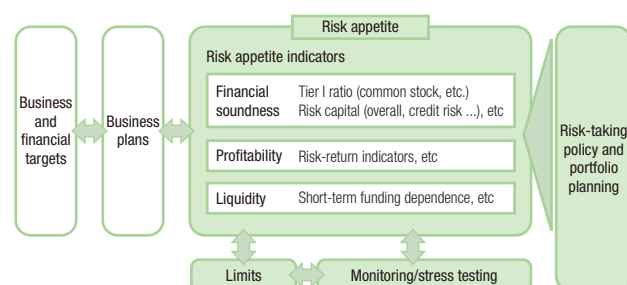 Risk appetite
Risk appetite indicators
Business
and
financial
targets
Business
plans
Financial
soundness
Tier I ratio (common stock, etc.)
Risk capital (overall, credit risk ...), etc
Profitability
Risk-return indicators, etc
Liquidity
Short-term funding dependence, etc
Risk-taking
policy and
portfolio
planning
Limits
Monitoring/stress testing